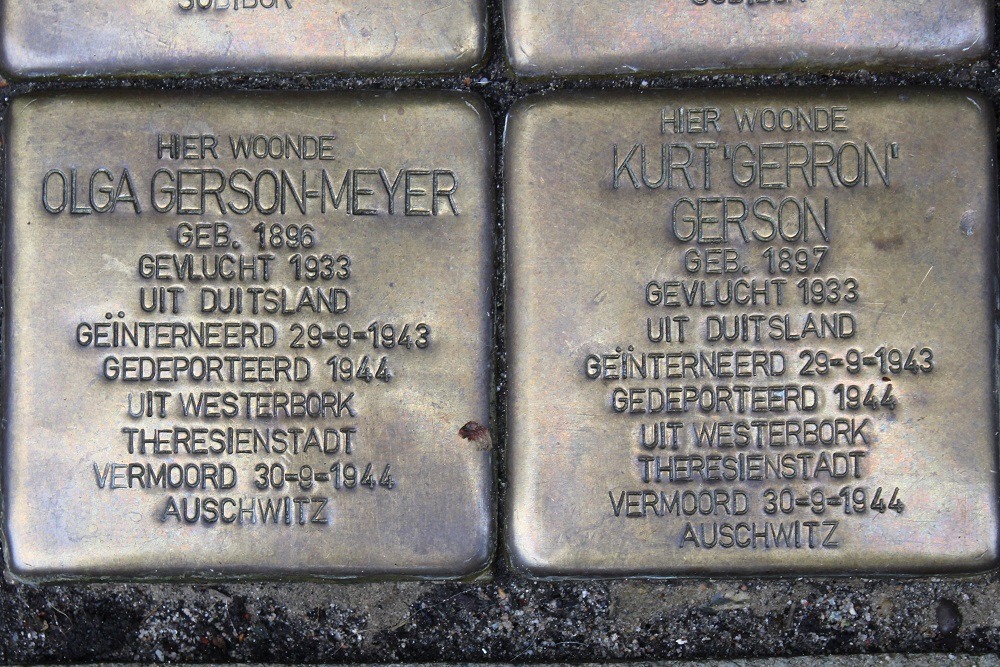 SOBIBOR
SOBIBOR
HIER WOONDE
OLGA GERSON-MEYER
GEB. 1896
GEVLUCHT 1933
UIT DUITSLAND
GEÏNTERNEERD 29-9-1943
GEDEPORTEERD 1944
UIT WESTERBORK
THERESIENSTADT
VERMOORD 30-9-1944
AUSCHWITZ
HIER WOONDE
KURT 'GERRON'
GERSON
GEB. 1897
GEVLUCHT 1933
UIT DUITSLAND
GEÏNTERNEERD 29-9-1943
GEDEPORTEERD 1944
UIT WESTERBORK
THERESIENSTADT
VERMOORD 30-9-1944
AUSCHWITZ